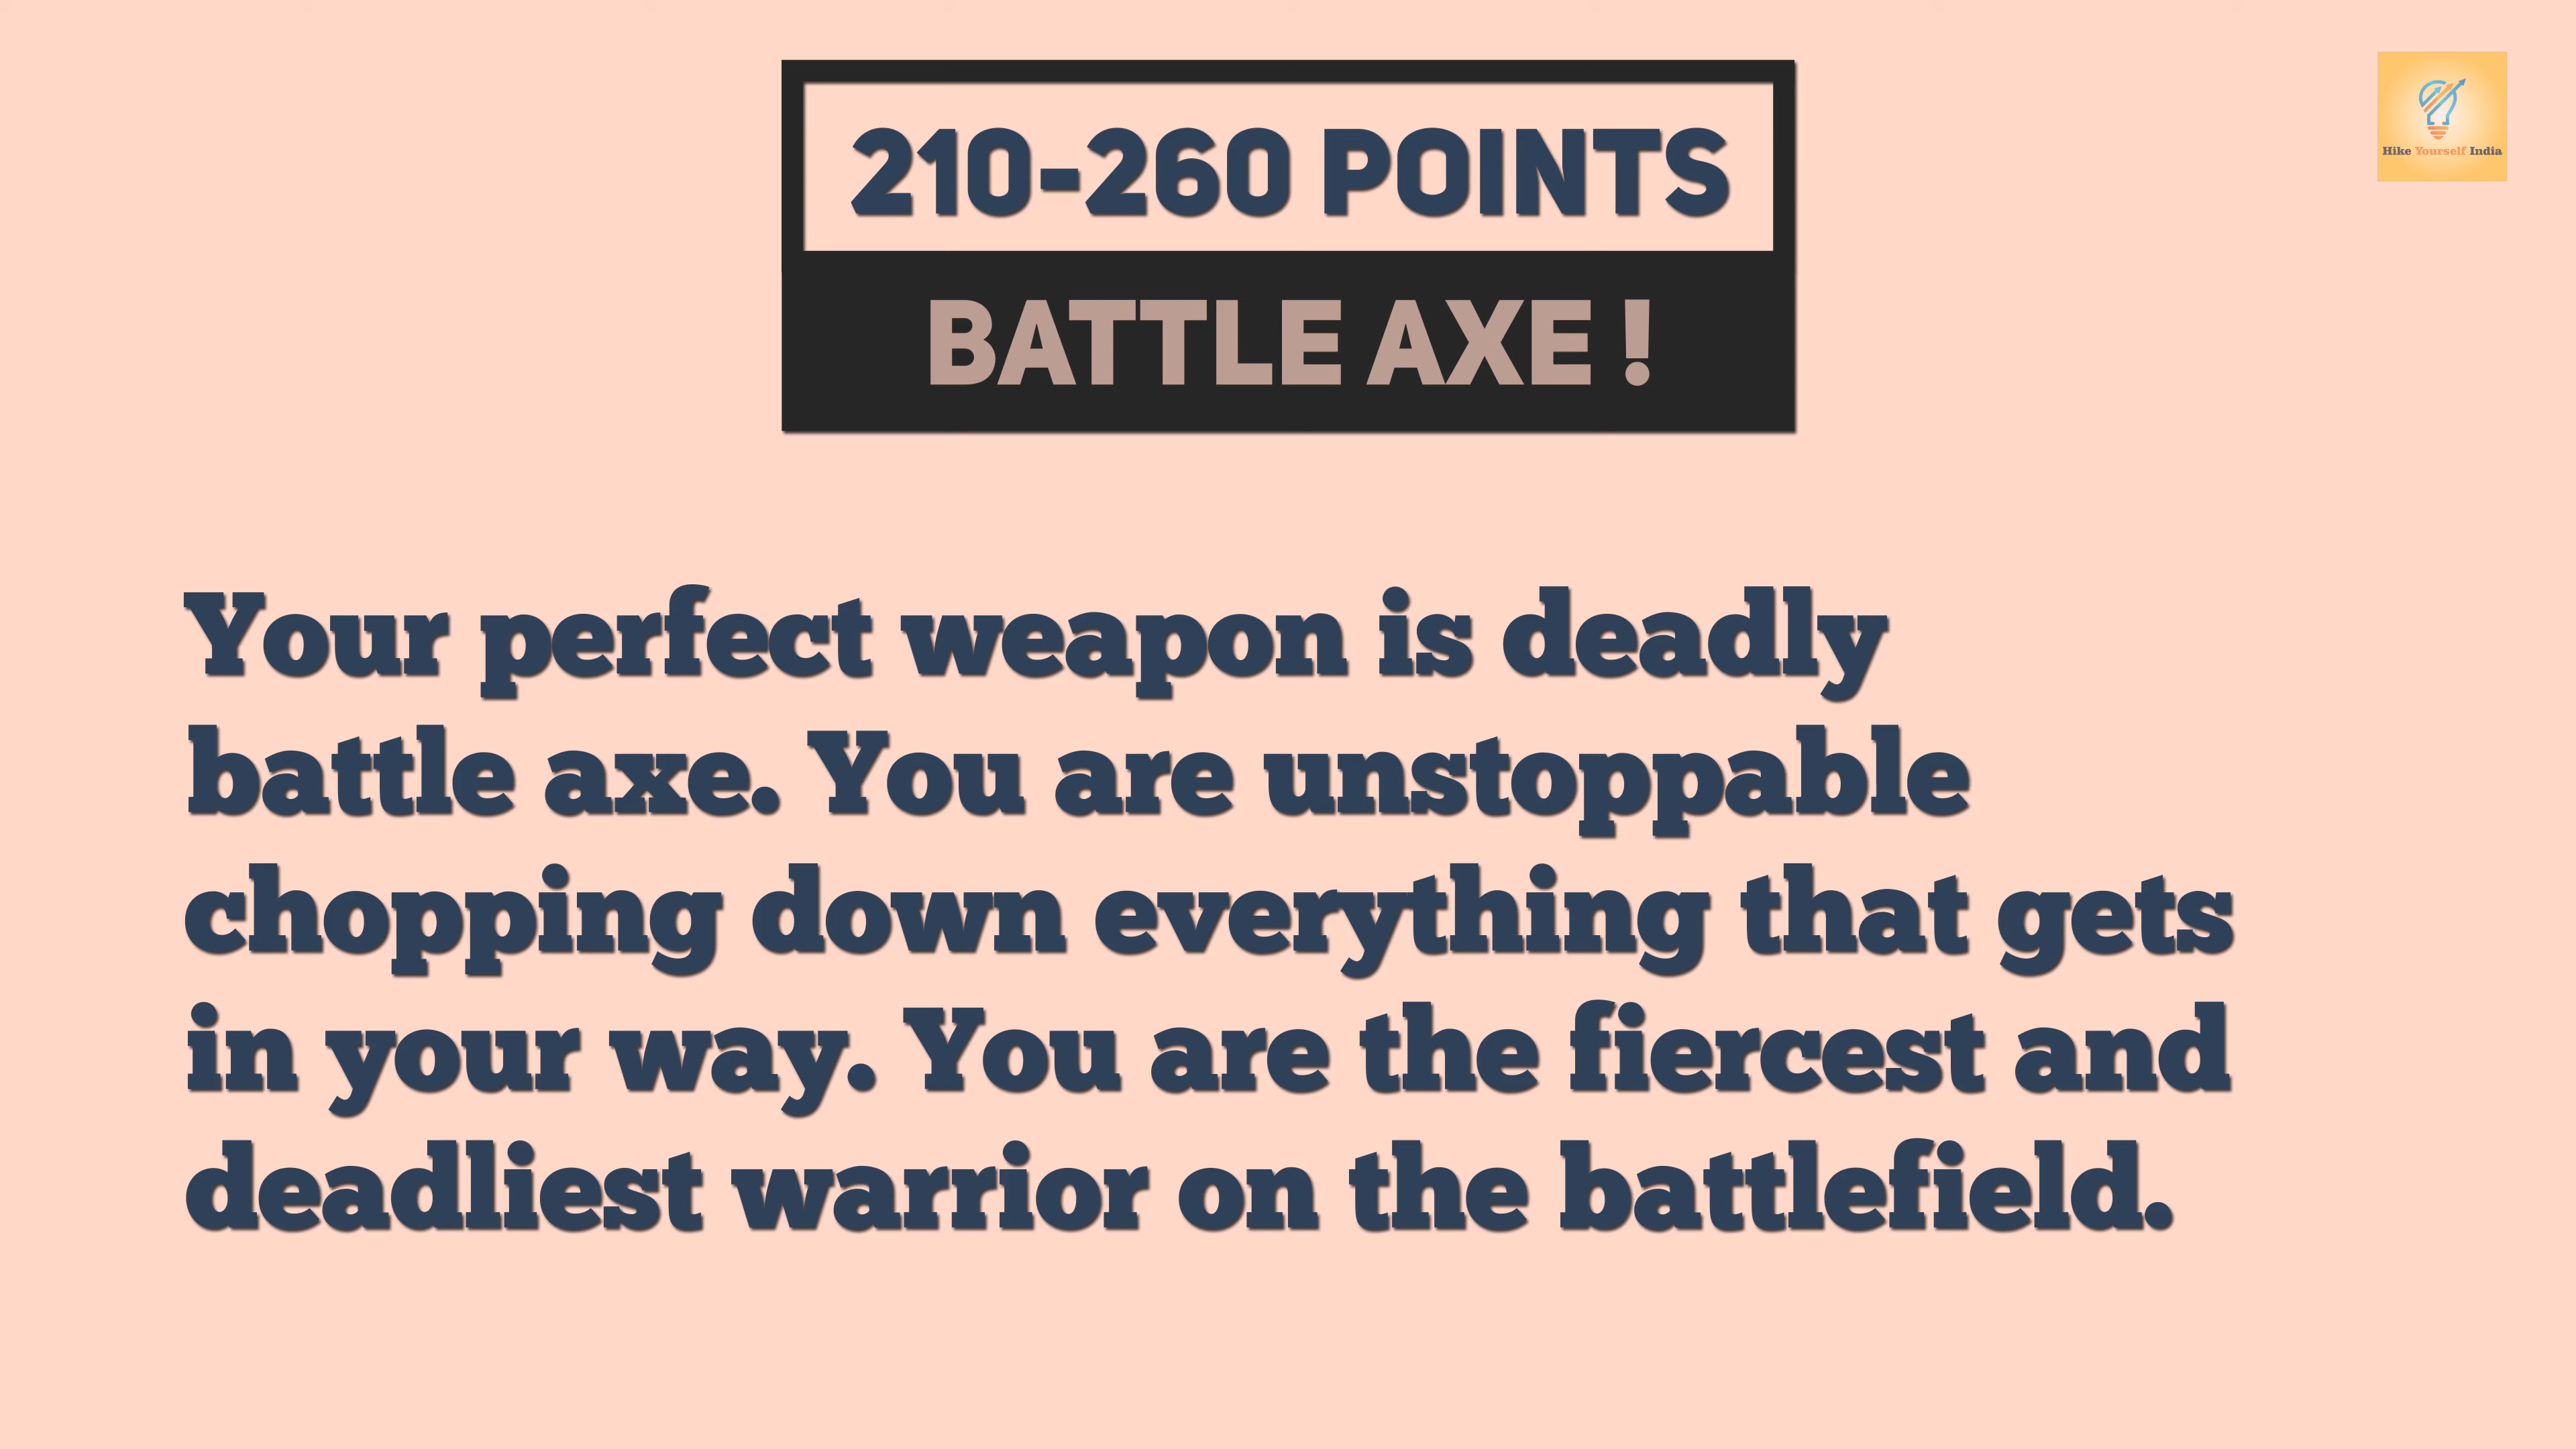 210-260 POINTS
BATTLE AXE !
Hike Yourself India
Your perfect weapon is deadly
battle axe. You are unstoppable
chopping down everything that gets
in your way. You are the fiercest and
deadliest warrior on the battlefield.